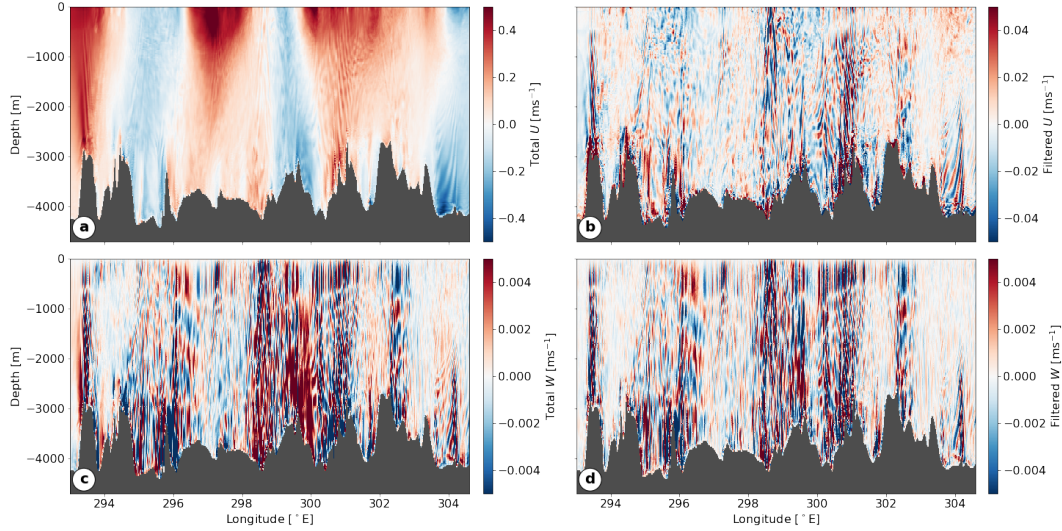 0
−1000
−2000
−3000
−4000
Depth [m]
a
0.4
0.2
0.0
−0.2
−0.4
Total U [ms⁻¹]
b
0.04
0.02
0.00
−0.02
−0.04
Filtered U [ms⁻¹]
0
−1000
−2000
−3000
−4000
Depth [m]
c
294 296 298 300 302 304
Longitude [ ˚E]
0.004
0.002
0.000
−0.002
−0.004
Total W [ms⁻¹]
d
294 296 298 300 302 304
Longitude [ ˚E]
0.004
0.002
0.000
−0.002
−0.004
Filtered W [ms⁻¹]